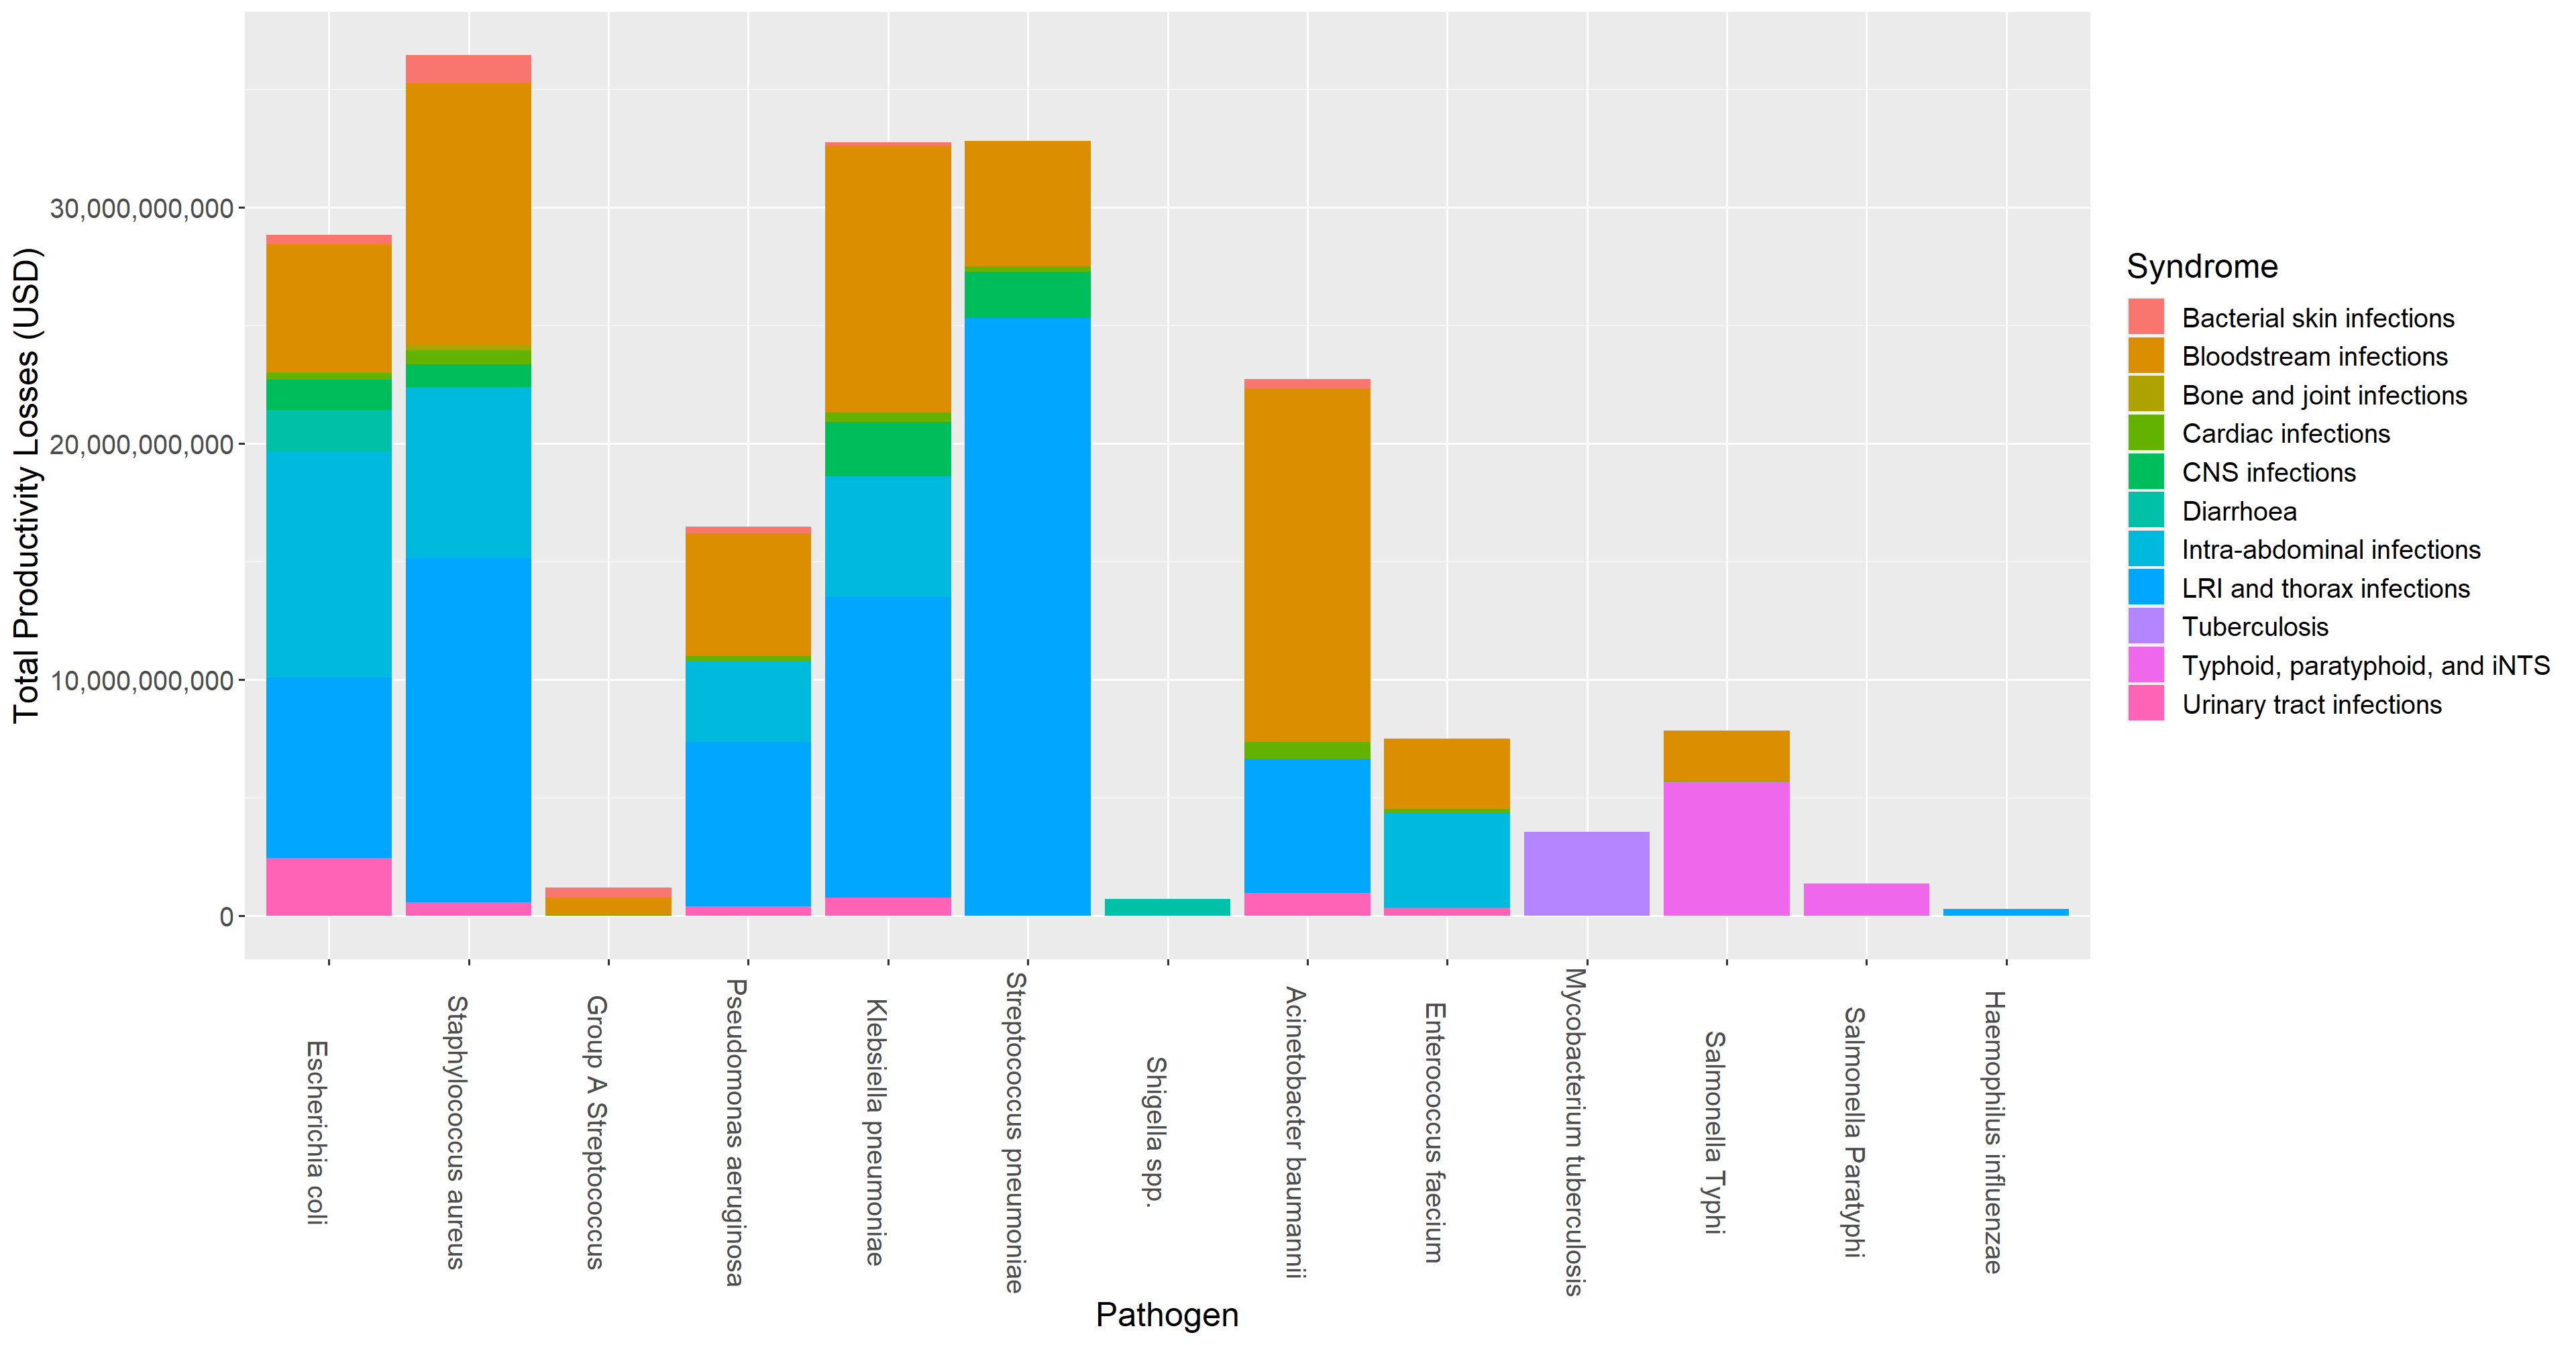 Total Productivity Losses (USD)
30,000,000,000
20,000,000,000
10,000,000,000
0
Escherichia coli
Staphylococcus aureus
Group A Streptococcus
Pseudomonas aeruginosa
Klebsiella pneumoniae
Streptococcus pneumoniae
Shigella spp.
Acinetobacter baumannii
Enterococcus faecium
Mycobacterium tuberculosis
Salmonella Typhi
Salmonella Paratyphi
Haemophilus influenzae
Pathogen
Syndrome
Bacterial skin infections
Bloodstream infections
Bone and joint infections
Cardiac infections
CNS infections
Diarrhoea
Intra-abdominal infections
LRI and thorax infections
Tuberculosis
Typhoid, paratyphoid, and iNTS
Urinary tract infections